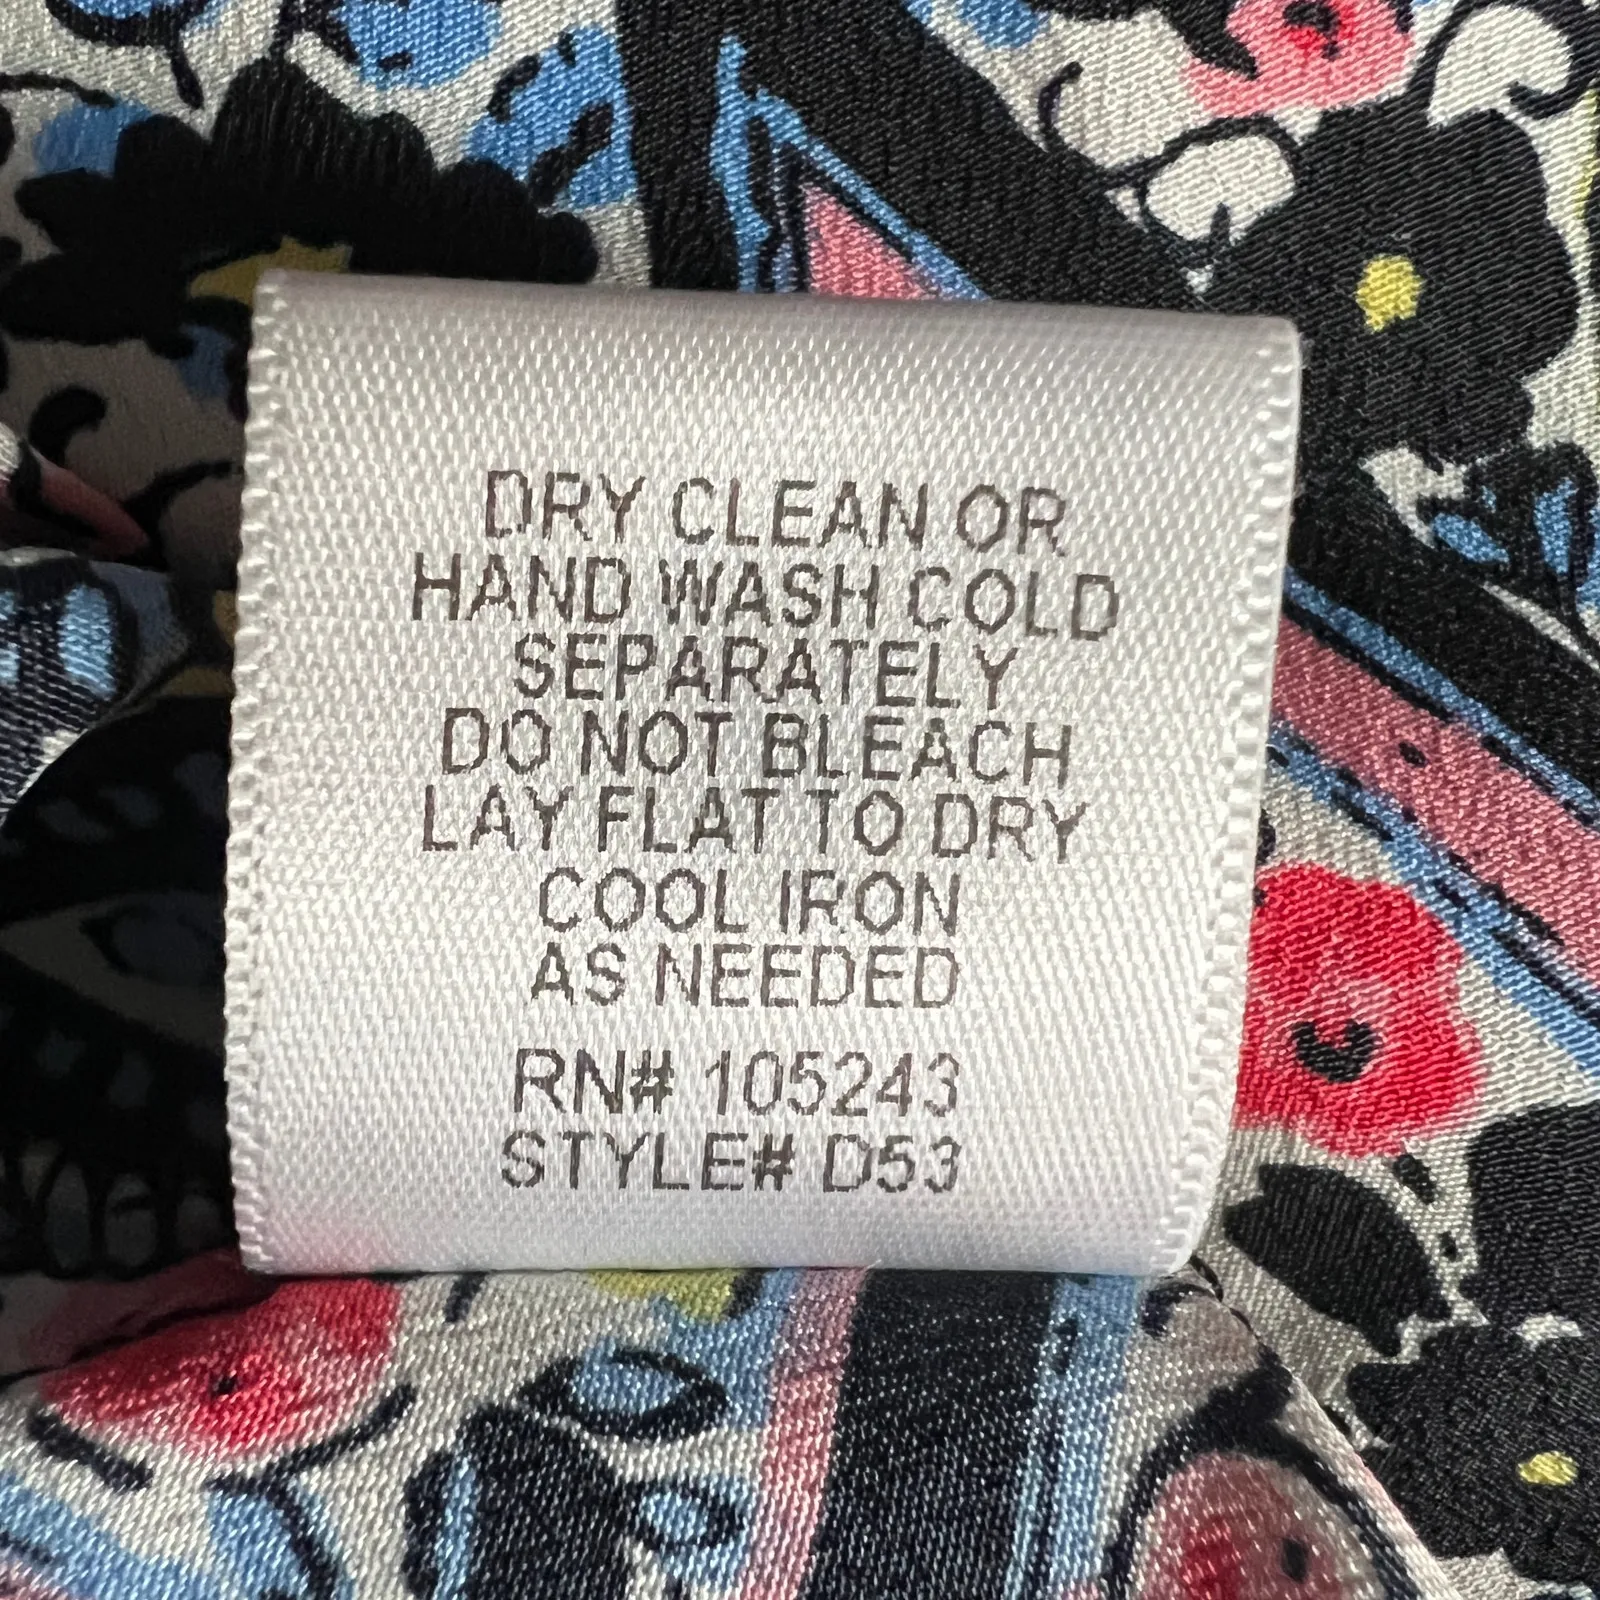 DRY CLEAN OR
HAND WASH COLD
SEPARATELY
DO NOT BLEACH
LAY FLAT TO DRY
COOL IRON
AS NEEDED
RN# 105243
STYLE# D53